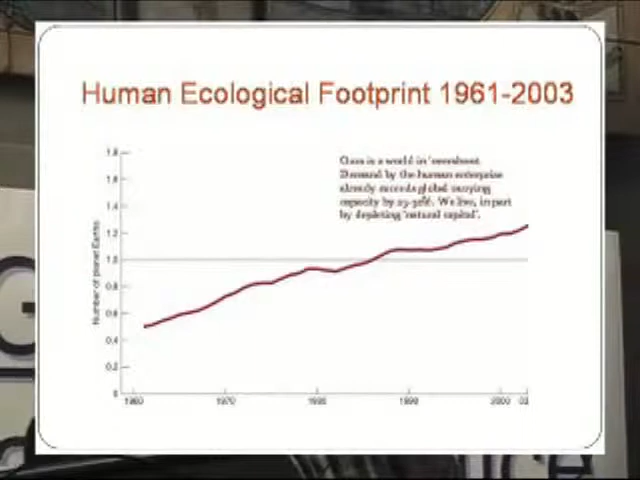 Human Ecological Footprint 1961-2003
Ours is a world in 'overshoot.
Demand by the human enterprise
already exceeds global carrying
capacity by We live, in part
by depleting 'natural capital'.
Number of planet Earths
1.8
1.6
1.4
1.2
1.0
0.8
0.6
0.4
0.2
0
1960
1970
1980
1990
2000
03